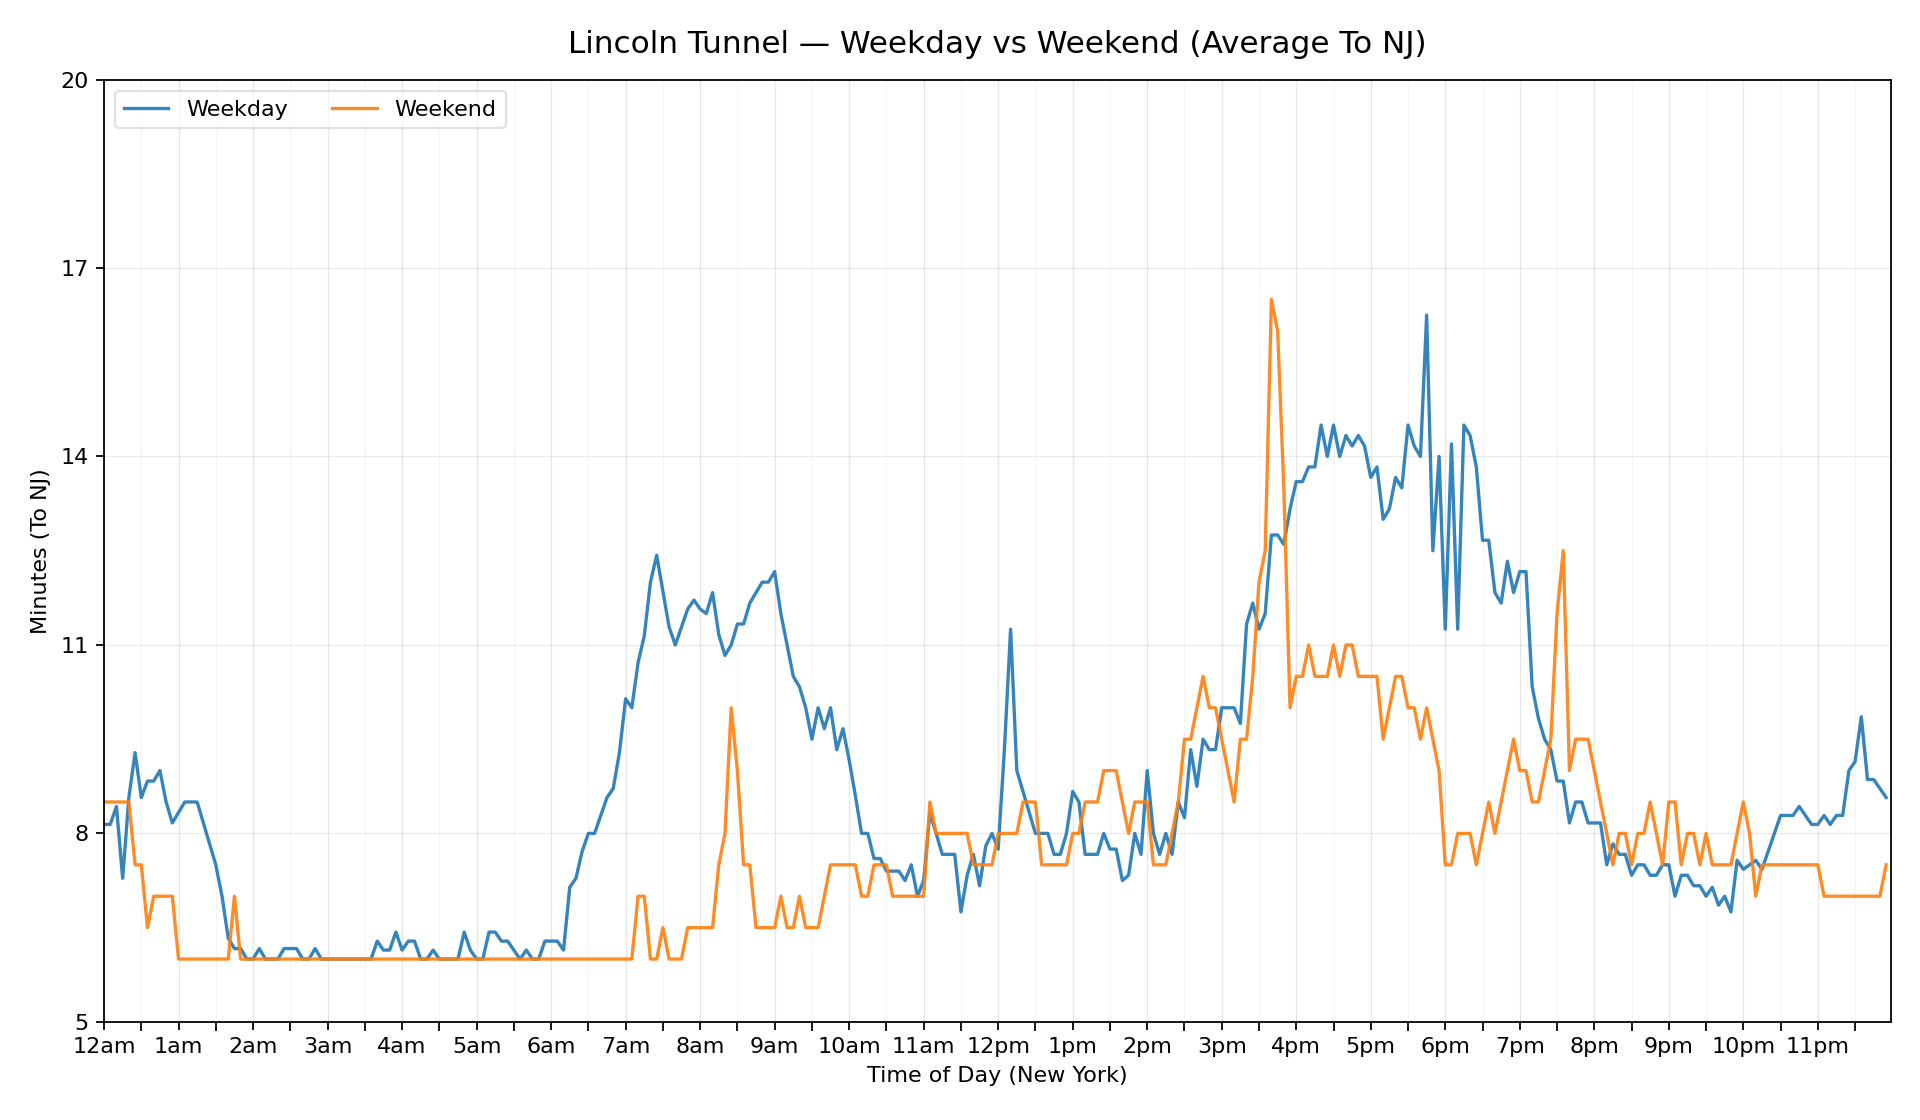 Lincoln Tunnel — Weekday vs Weekend (Average To NJ)
Weekday Weekend
20
17
14
11
8
5
Minutes (To NJ)
12am 1am 2am 3am 4am 5am 6am 7am 8am 9am 10am 11am 12pm 1pm 2pm 3pm 4pm 5pm 6pm 7pm 8pm 9pm 10pm 11pm
Time of Day (New York)